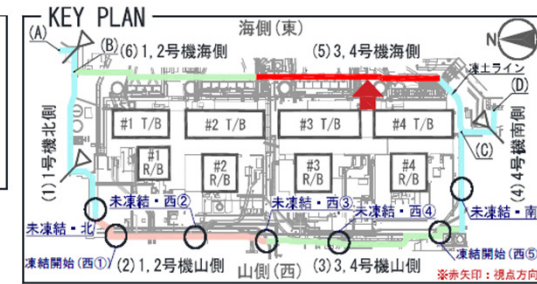 KEY PLAN
海側(東)
(A)
(B)
(6)1,2号機海側
(5)3,4号機海側
N
凍土ライン
(D)
#1 T/B
#2 T/B
#3 T/B
#4 T/B
(C)
(1)1号機北側
(4)4号機南側
#1
R/B
#2
R/B
#3
R/B
#4
R/B
未凍結・北
未凍結・西②
未凍結・西③
未凍結・西④
未凍結・南
凍結開始(西①)
(2)1,2号機山側
山側(西)
(3)3,4号機山側
凍結開始(西⑤)
※赤矢印:視点方向